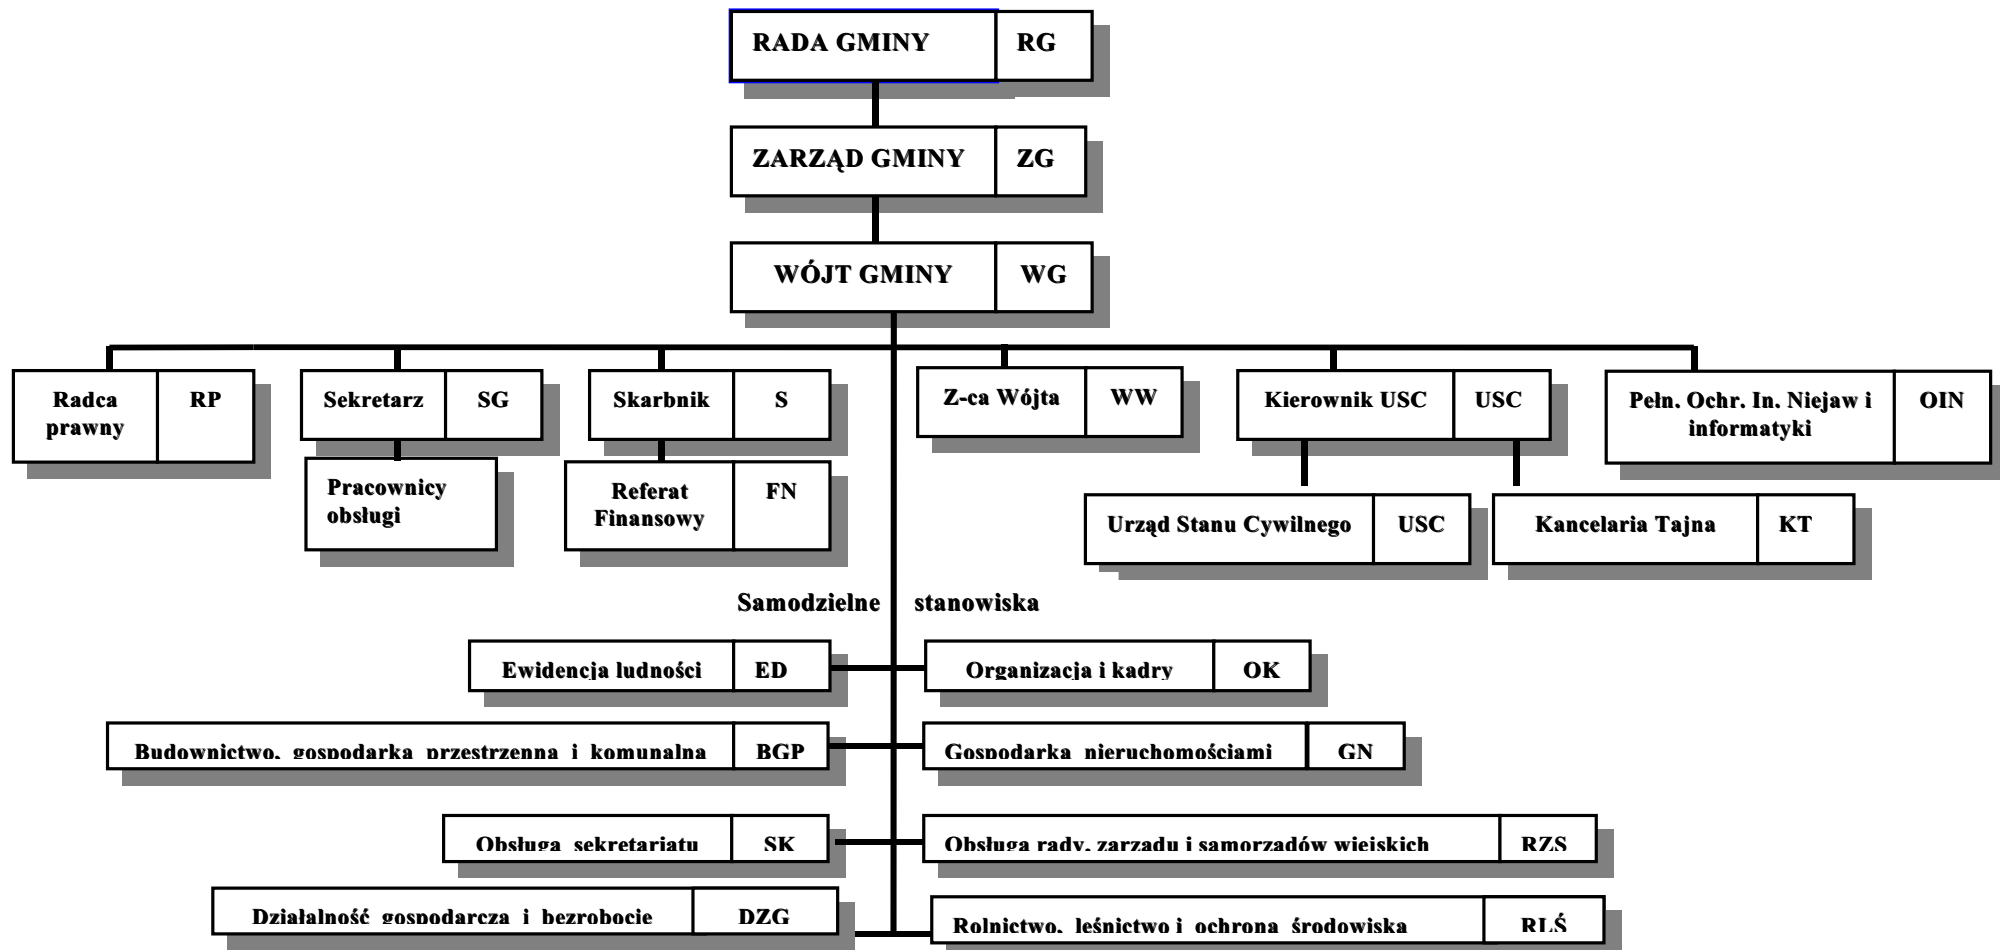 RADA GMINY RG
ZARZĄD GMINY ZG
WÓJT GMINY WG
Radca RP
prawny
Sekretarz SG
Skarbnik S
Z-ca Wójta WW
Kierownik USC USC
Pełn. Ochr. In. Niejaw i OIN
informatyki
Pracownicy
obsługi
Referat FN
Finansowy
Urząd Stanu Cywilnego USC
Kancelaria Tajna KT
Samodzielne stanowiska
Ewidencja ludności ED
Organizacja i kadry OK
Budownictwo, gospodarka przestrzenna i komunalna BGP
Gospodarka nieruchomościami GN
Obsługa sekretariatu SK
Obsługa rady, zarządu i samorządów wiejskich RZS
Działalność gospodarcza i bezrobocie DZG
Rolnictwo, leśnictwo i ochrona środowiska RLŚ